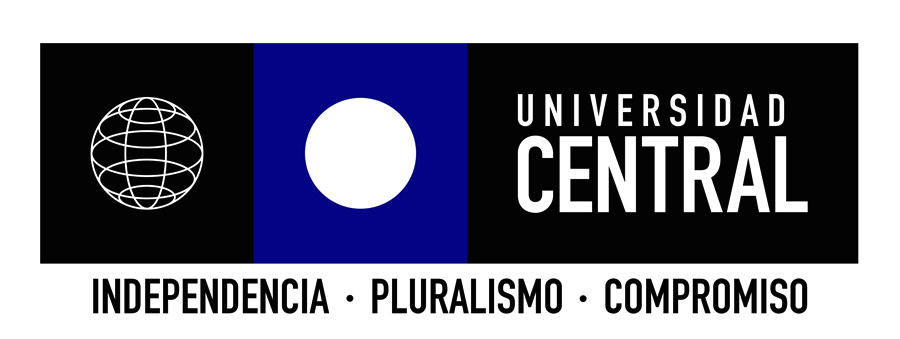 UNIVERSIDAD
CENTRAL
INDEPENDENCIA · PLURALISMO · COMPROMISO